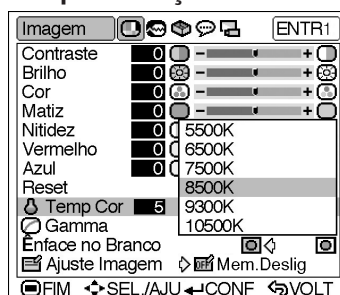 Imagem ENTR1
Contraste 0 - +
Brilho 0 - +
Cor 0 - +
Matiz 0 - +
Nitidez 0 5500K
Vermelho 0 6500K
Azul 0 7500K
Reset 8500K
Temp Cor 5 9300K
Gamma 10500K
Ênface no Branco
Ajuste Imagem OFF Mem.Deslig
FIM SEL./AJU CONF VOLT